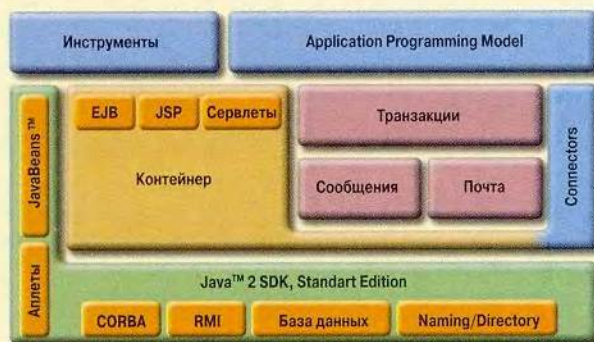 Инструменты
Application Programming Model
EJB
JSP
Сервлеты
Транзакции
JavaBeans™
Контейнер
Сообщения
Почта
Connectors
Java™ 2 SDK, Standart Edition
Апплеты
CORBA
RMI
База данных
Naming/Directory